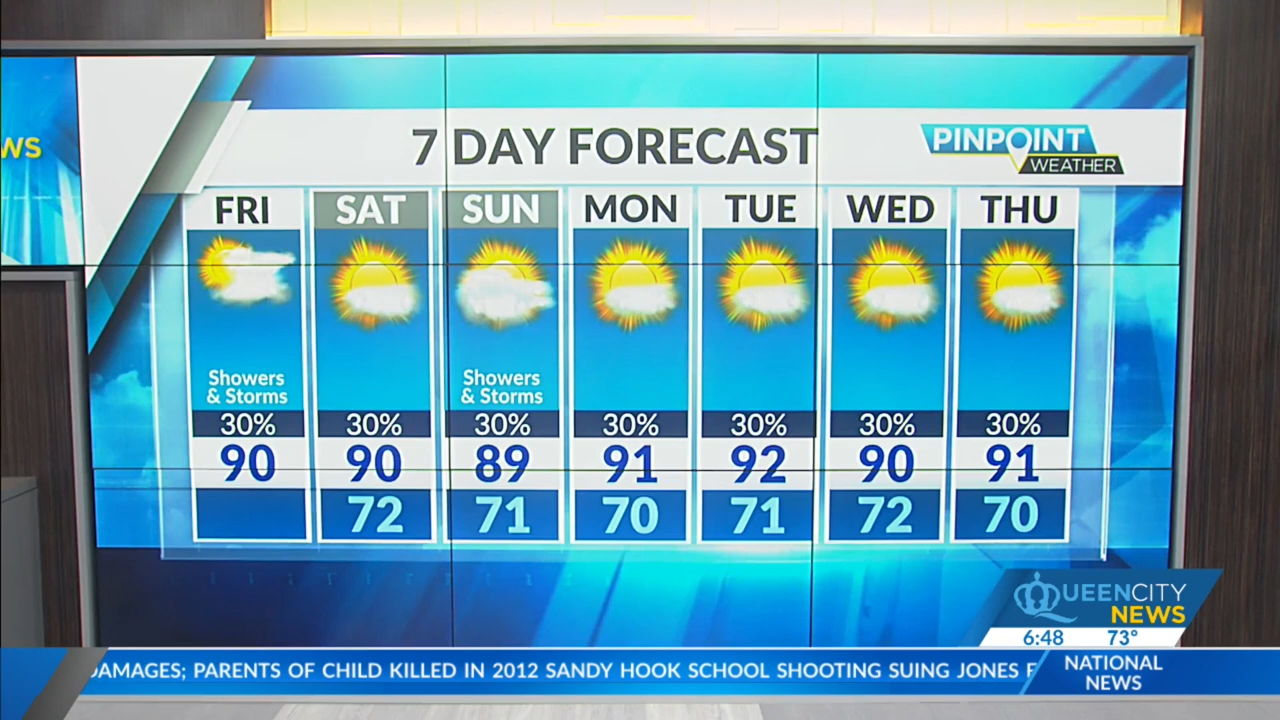 WS
7 DAY FORECAST
PINPOINT
WEATHER
FRI SAT SUN MON TUE WED THU
Showers & Storms
Showers & Storms
30% 30% 30% 30% 30% 30% 30%
90 90 89 91 92 90 91
72 71 70 71 72 70
QUEENCITY
NEWS
6:48 73°
DAMAGES; PARENTS OF CHILD KILLED IN 2012 SANDY HOOK SCHOOL SHOOTING SUING JONES F
NATIONAL
NEWS